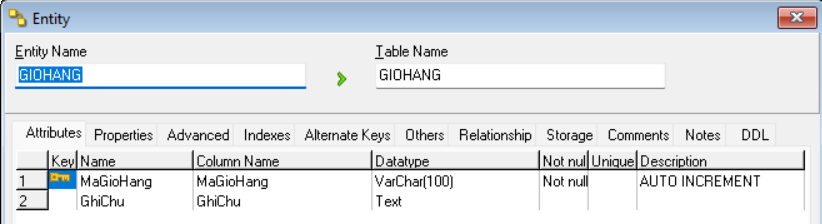 Entity
Entity Name
Table Name
GIOHANG
GIOHANG
Attributes Properties Advanced Indexes Alternate Keys Others Relationship Storage Comments Notes DDL
Key Name Column Name Datatype Not nul Unique Description
1 MaGioHang MaGioHang VarChar(100) Not null AUTO INCREMENT
2 GhiChu GhiChu Text